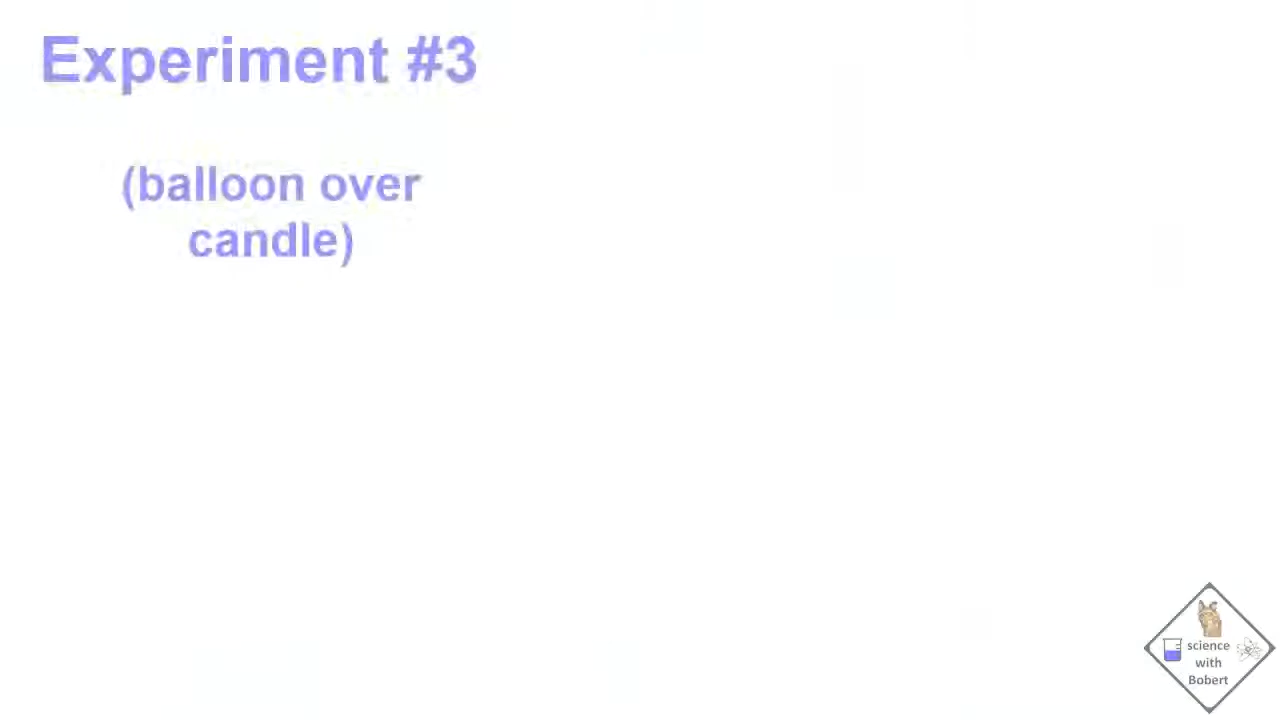 Experiment #3
(balloon over
candle)
science
with
Bobert